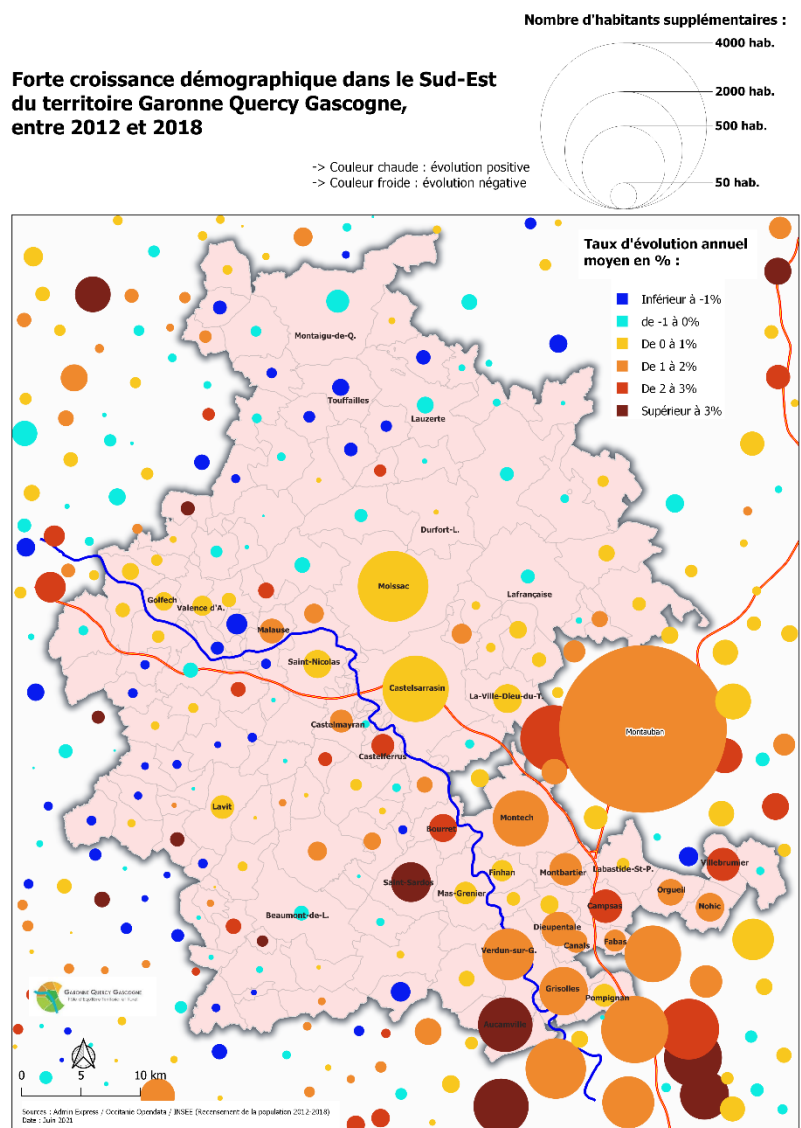 Nombre d'habitants supplémentaires :
4000 hab.
2000 hab.
500 hab.
50 hab.
Forte croissance démographique dans le Sud-Est
du territoire Garonne Quercy Gascogne,
entre 2012 et 2018
-> Couleur chaude : évolution positive
-> Couleur froide : évolution négative
Taux d'évolution annuel
moyen en % :
Inférieur à -1%
de -1 à 0%
De 0 à 1%
De 1 à 2%
De 2 à 3%
Supérieur à 3%
Montaigu-de-Q.
Touffailles
Lauzerte
Durfort-L.
Moissac
Lafrançaise
Golfech
Valence d'A.
Malause
Saint-Nicolas
Castelsarrasin
La-Ville-Dieu-du-T.
Castelmayran
Montauban
Castelferrus
Lavit
Montech
Bourret
Labastide-St-P.
Villebrumier
Finhan
Montbartier
Saint-Sardos
Mas-Grenier
Orgueil
Campsas
Nohic
Beaumont-de-L.
Dieupentale
Verdun-sur-G.
Canals
Fabas
Grisolles
Pompignan
Aucamville
GARONNE QUERCY GASCOGNE
0 5 10 km
Sources : Admin Express / Occitanie Opendata / INSEE (Recensement de la population 2012-2018)
Date : Juin 2021